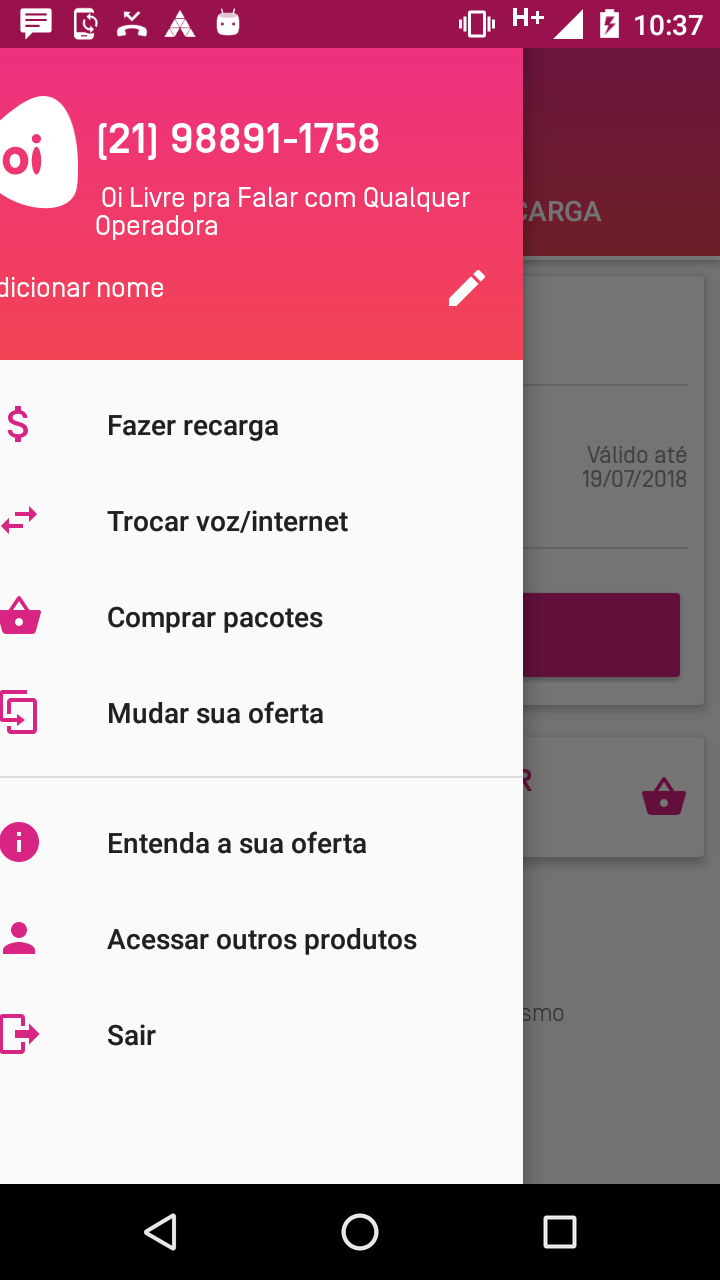 H+ 10:37
oi
(21) 98891-1758
Oi Livre pra Falar com Qualquer
Operadora
dicionar nome
CARGA
Fazer recarga
Válido até
19/07/2018
Trocar voz/internet
Comprar pacotes
Mudar sua oferta
R
Entenda a sua oferta
Acessar outros produtos
smo
Sair